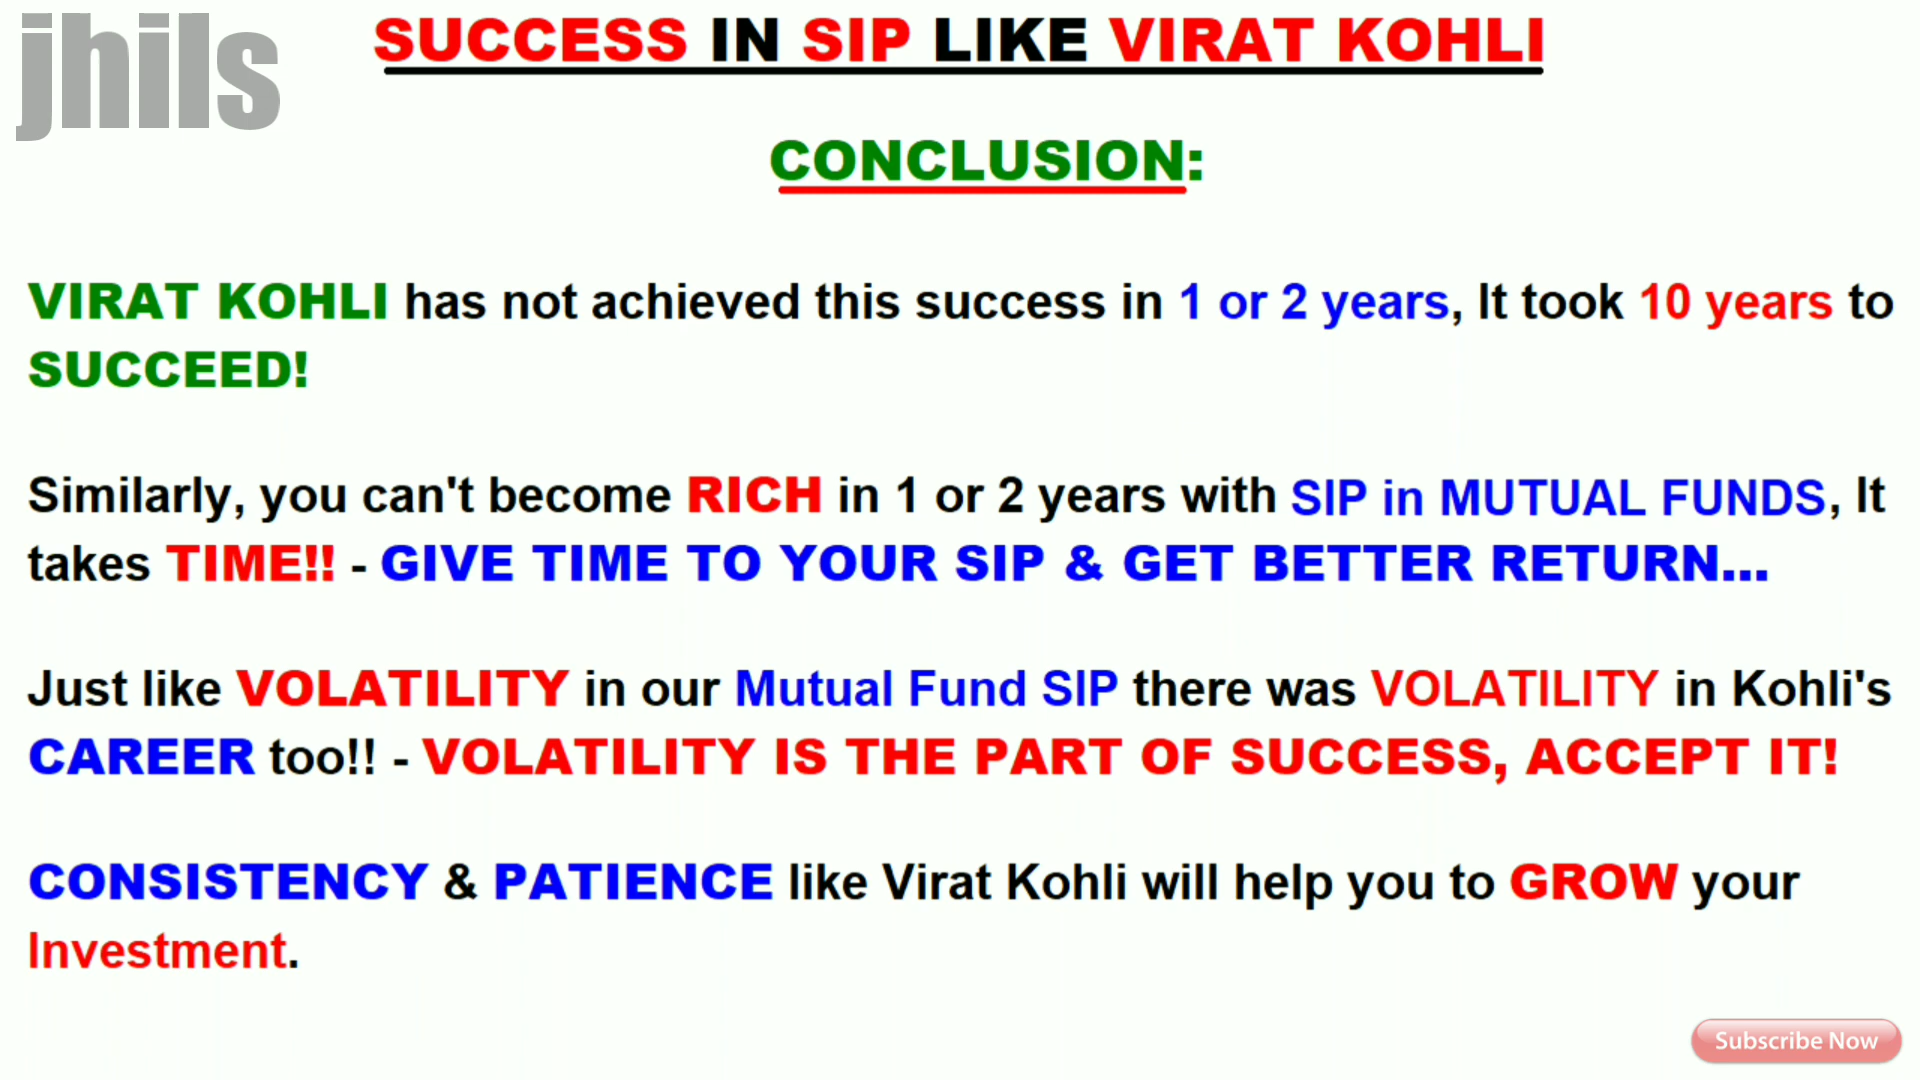 jhils
SUCCESS IN SIP LIKE VIRAT KOHLI
CONCLUSION:
VIRAT KOHLI has not achieved this success in 1 or 2 years, It took 10 years to
SUCCEED!
Similarly, you can't become RICH in 1 or 2 years with SIP in MUTUAL FUNDS, It
takes TIME!! - GIVE TIME TO YOUR SIP & GET BETTER RETURN...
Just like VOLATILITY in our Mutual Fund SIP there was VOLATILITY in Kohli's
CAREER too!! - VOLATILITY IS THE PART OF SUCCESS, ACCEPT IT!
CONSISTENCY & PATIENCE like Virat Kohli will help you to GROW your
Investment.
Subscribe Now